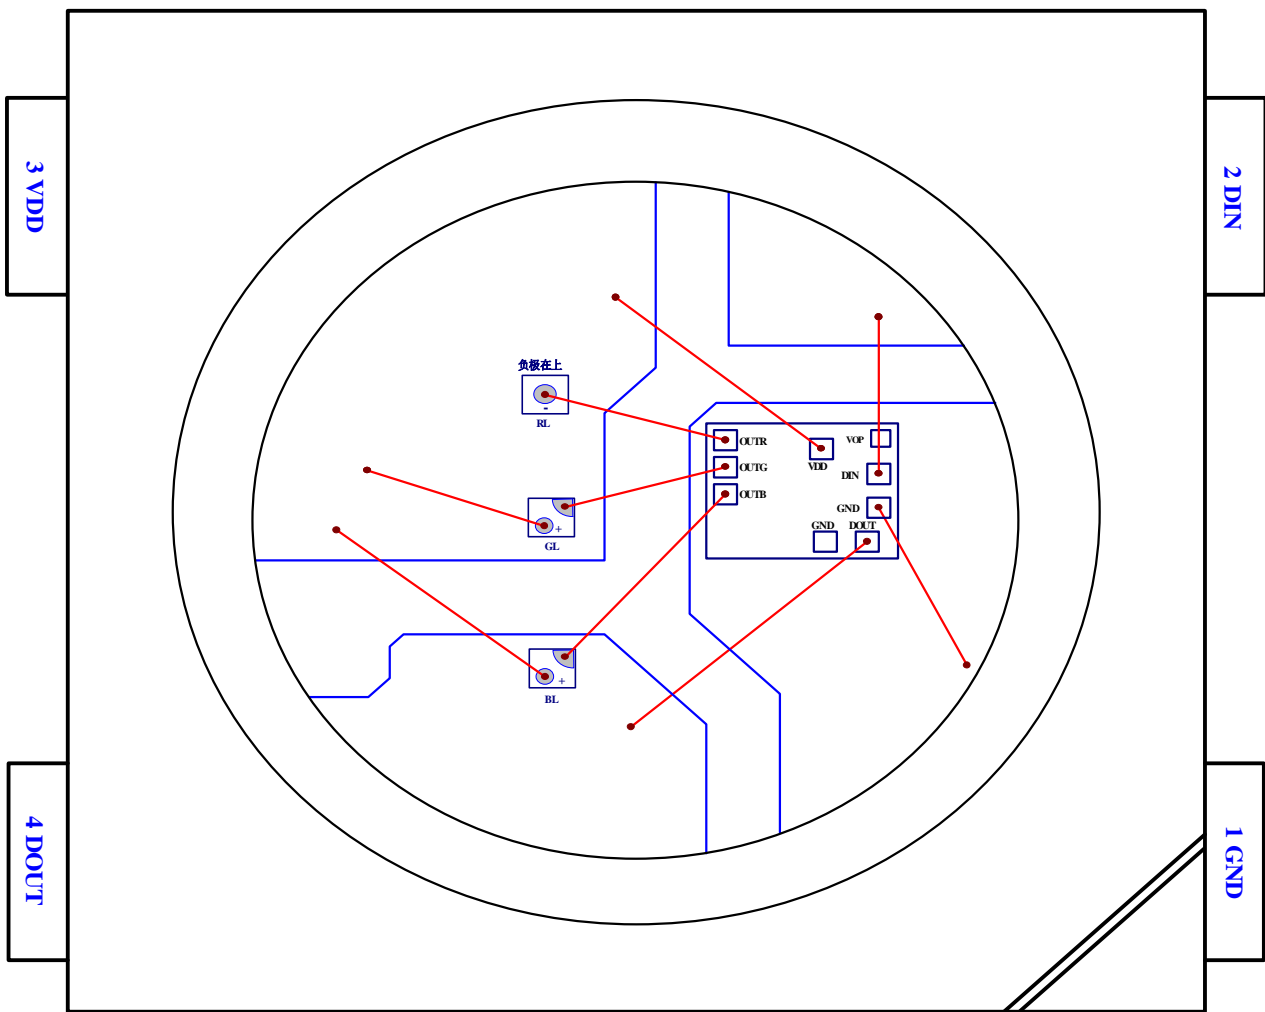 3 VDD
2 DIN
负极在上
-
RL
OUTR
VOP
OUTG
VDD
DIN
OUTB
GND
+
GL
GND
DOUT
+
BL
4 DOUT
1 GND